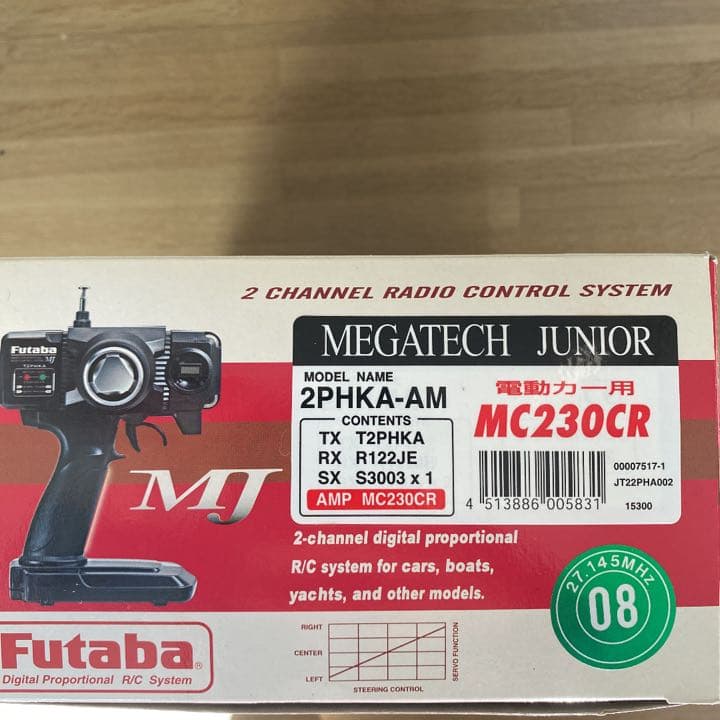 2 CHANNEL RADIO CONTROL SYSTEM
MEGATECH JUNIOR
MODEL NAME
2PHKA-AM
CONTENTS
TX T2PHKA
RX R122JE
SX S3003 x 1
AMP MC230CR
電動カー用
MC230CR
4 513886 005831
00007517-1
JT22PHA002
15300
Futaba
MJ
T2PHKA
MJ
2-channel digital proportional
R/C system for cars, boats,
yachts, and other models.
27.145MHz
08
Futaba®
Digital Proportional R/C System
RIGHT
CENTER
LEFT
STEERING CONTROL
SERVO FUNCTION